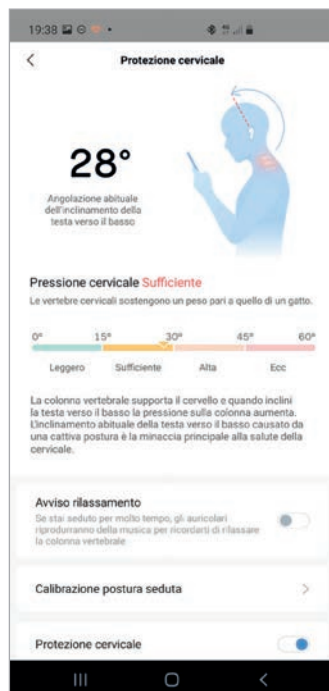 19:38
Protezione cervicale
28°
Angolazione abituale
dell'inclinamento della
testa verso il basso
Pressione cervicale Sufficiente
Le vertebre cervicali sostengono un peso pari a quello di un gatto.
0° 15° 30° 45° 60°
Leggero Sufficiente Alta Ecc
La colonna vertebrale supporta il cervello e quando inclini
la testa verso il basso la pressione sulla colonna aumenta.
L'inclinamento abituale della testa verso il basso causato da
una cattiva postura è la minaccia principale alla salute della
cervicale.
Avviso rilassamento
Se stai seduto per molto tempo, gli auricolari
riprodurranno della musica per ricordarti di rilassare
la colonna vertebrale
Calibrazione postura seduta
Protezione cervicale